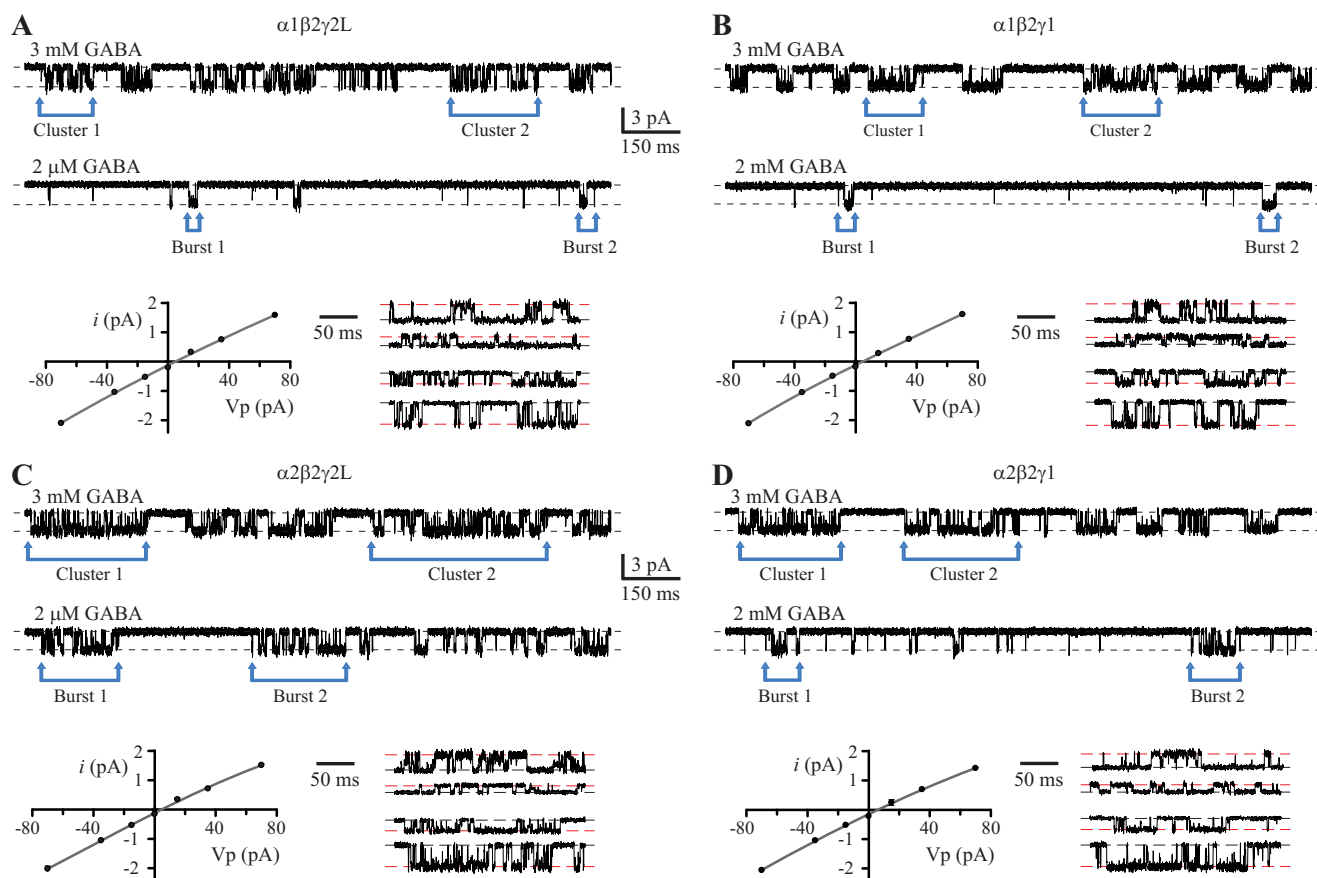 A
α1β2γ2L
3 mM GABA
Cluster 1
Cluster 2
3 pA
150 ms
2 μM GABA
Burst 1
Burst 2
i (pA)
2
1
-80
-40
40
80
-1
-2
Vp (pA)
50 ms
B
α1β2γ1
3 mM GABA
Cluster 1
Cluster 2
2 mM GABA
Burst 1
Burst 2
i (pA)
2
1
-80
-40
0
40
80
-1
-2
Vp (pA)
50 ms
C
α2β2γ2L
3 mM GABA
Cluster 1
Cluster 2
3 pA
150 ms
2 μM GABA
Burst 1
Burst 2
i (pA)
2
1
-80
-40
0
40
80
-1
-2
Vp (pA)
50 ms
D
α2β2γ1
3 mM GABA
Cluster 1
Cluster 2
2 mM GABA
Burst 1
Burst 2
i (pA)
2
1
-80
-40
0
40
80
-1
-2
Vp (pA)
50 ms